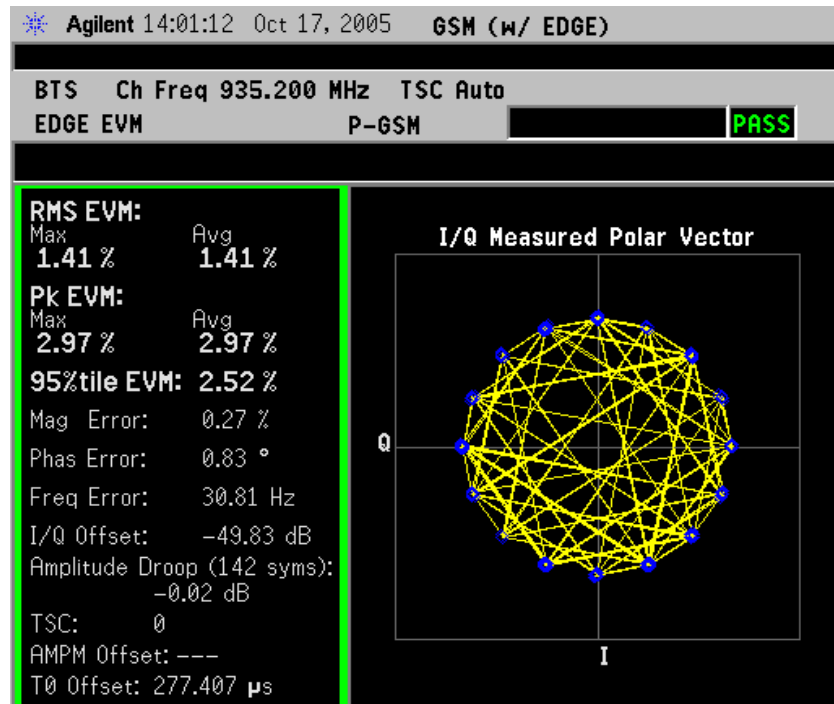 Agilent 14:01:12 Oct 17, 2005 GSM (w/ EDGE)
BTS Ch Freq 935.200 MHz TSC Auto
EDGE EVM P-GSM PASS
RMS EVM:
Max Avg
1.41 % 1.41 %
Pk EVM:
Max Avg
2.97 % 2.97 %
95%tile EVM: 2.52 %
Mag Error: 0.27 %
Phas Error: 0.83 °
Freq Error: 30.81 Hz
I/Q Offset: -49.83 dB
Amplitude Droop (142 syms):
-0.02 dB
TSC: 0
AMPM Offset: ---
T0 Offset: 277.407 µs
I/Q Measured Polar Vector
Q
I